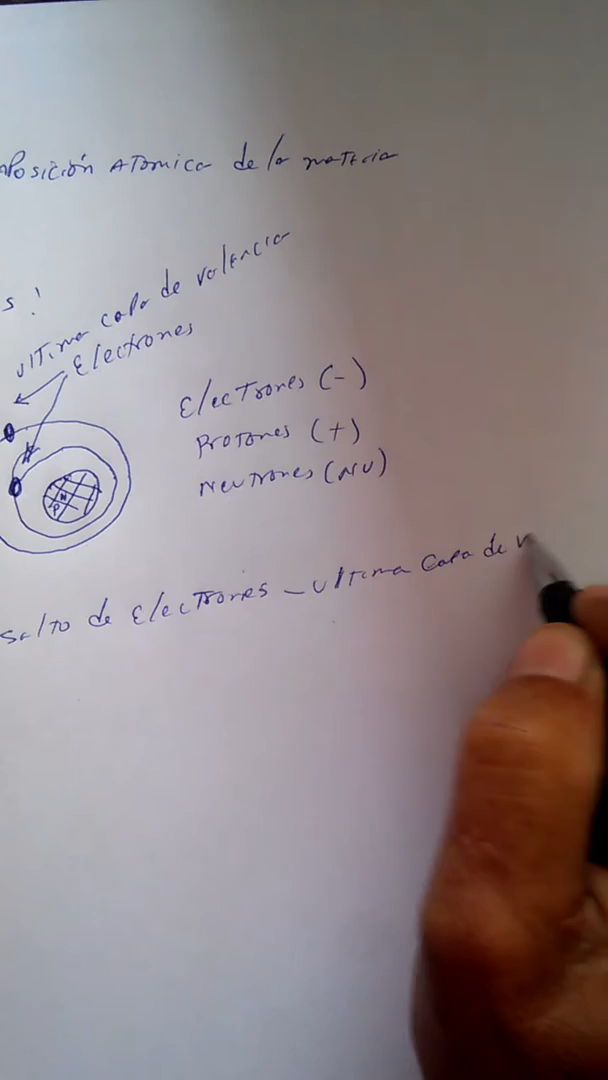 posición Atomica de la materia
s!
ultima capa de valencia
Electrones
Electrones (-)
Protones (+)
Neutrones (NU)
N
P
Salto de Electrones - ultima capa de v